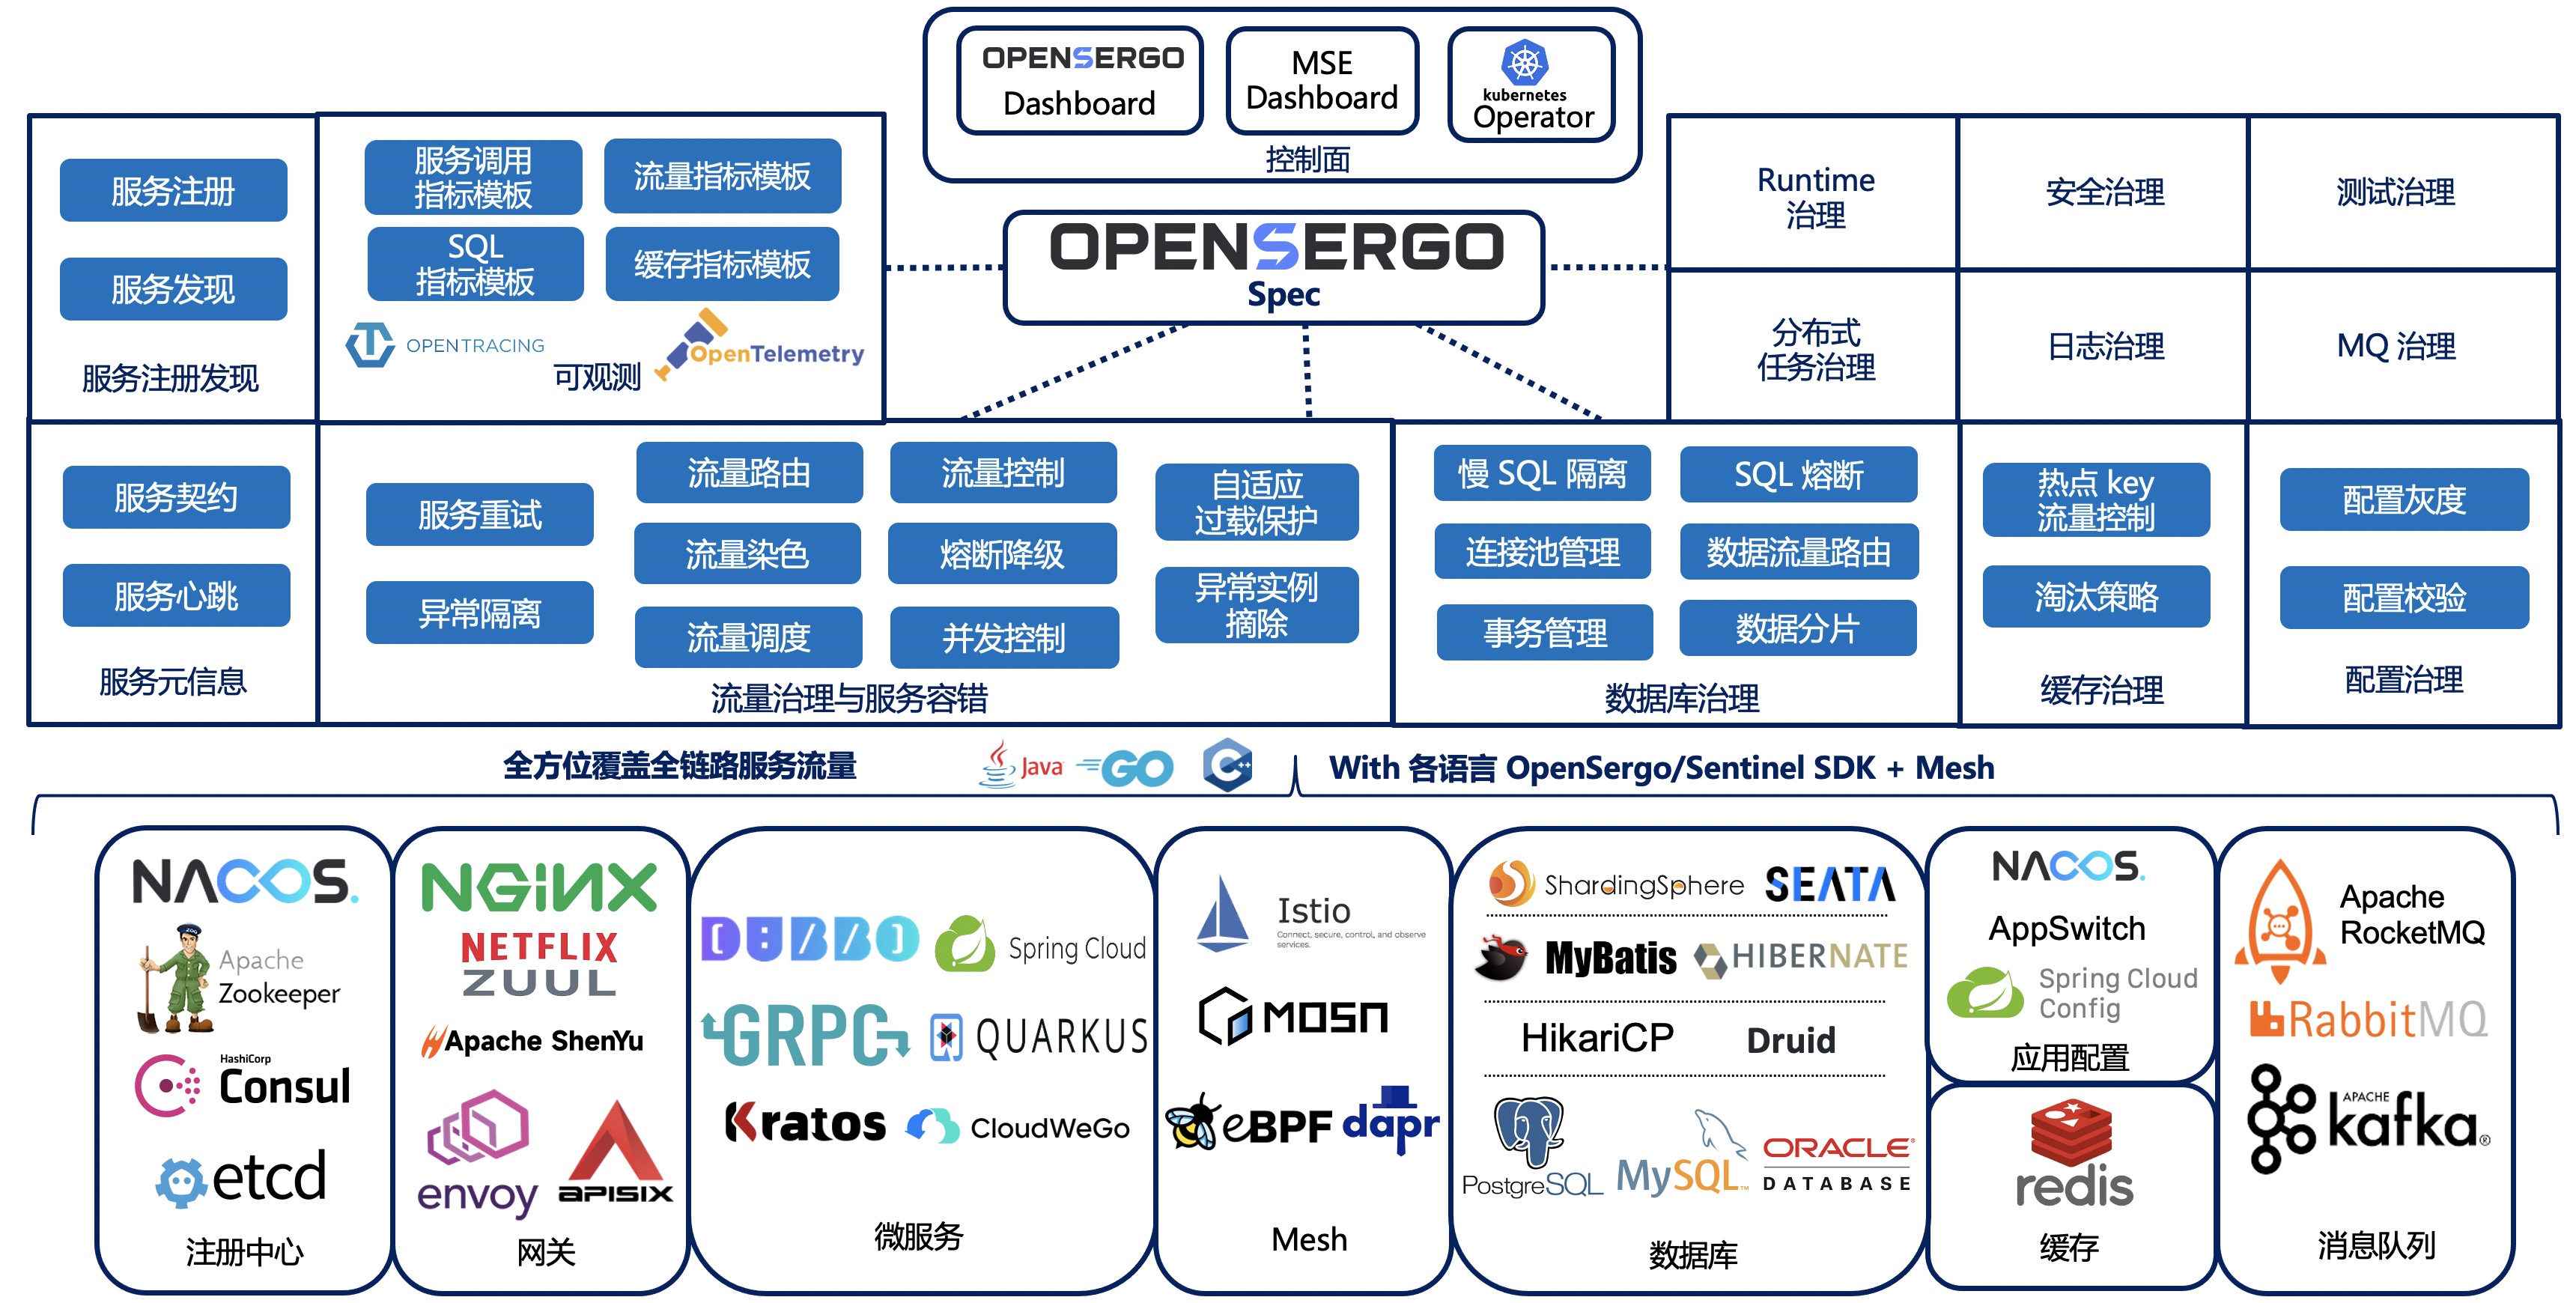 OPENSERGO
Dashboard
MSE
Dashboard
kubernetes
Operator
控制面
服务注册
服务发现
服务注册发现
服务调用
指标模板
流量指标模板
SQL
指标模板
缓存指标模板
OPENTRACING
可观测
OpenTelemetry
OPENSERGO
Spec
Runtime
治理
安全治理
测试治理
分布式
任务治理
日志治理
MQ 治理
服务契约
服务心跳
服务元信息
服务重试
异常隔离
流量路由
流量控制
流量染色
熔断降级
流量调度
并发控制
自适应
过载保护
异常实例
摘除
流量治理与服务容错
慢 SQL 隔离
SQL 熔断
连接池管理
数据流量路由
事务管理
数据分片
数据库治理
热点 key
流量控制
淘汰策略
缓存治理
配置灰度
配置校验
配置治理
全方位覆盖全链路服务流量
Java
GO
C++
With 各语言 OpenSergo/Sentinel SDK + Mesh
NACOS.
Apache
Zookeeper
HashiCorp
Consul
etcd
注册中心
NGINX
NETFLIX
ZUUL
Apache ShenYu
envoy
APISIX
网关
DUBBO
Spring Cloud
GRPC
QUARKUS
Kratos
CloudWeGo
微服务
Istio
Connect, secure, control, and observe
services.
MOSN
eBPF
dapr
Mesh
ShardingSphere
SEATA
MyBatis
HIBERNATE
HikariCP
Druid
PostgreSQL
MySQL™
ORACLE®
DATABASE
数据库
NACOS.
AppSwitch
Spring Cloud
Config
应用配置
redis
缓存
Apache
RocketMQ
RabbitMQ
APACHE
kafka®
消息队列